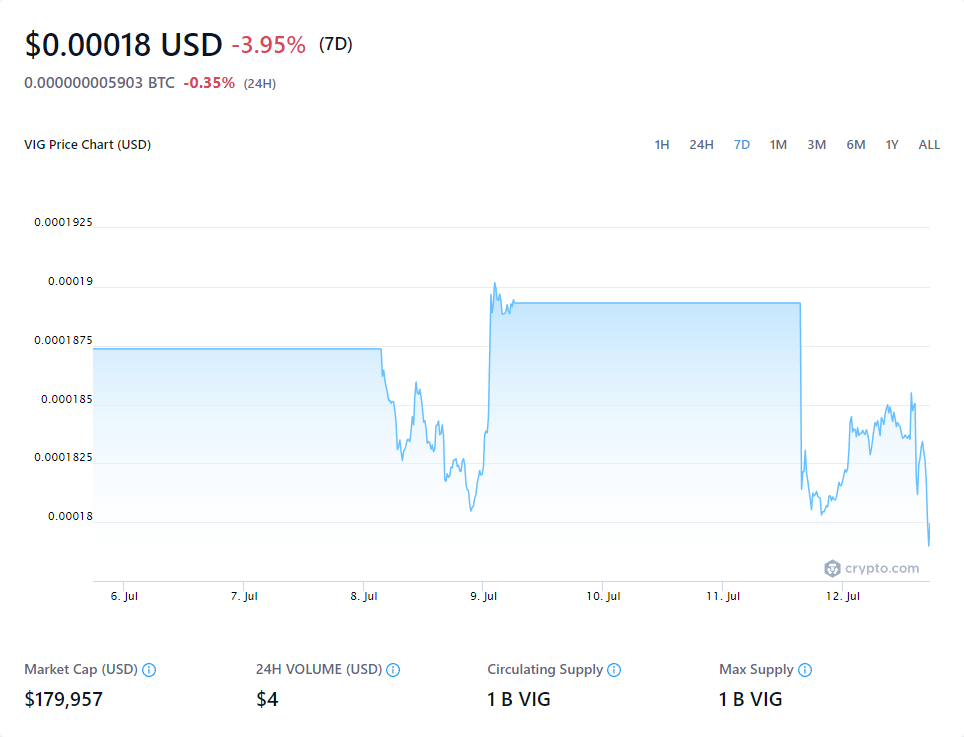 $0.00018 USD -3.95% (7D)
0.000000005903 BTC -0.35% (24H)
VIG Price Chart (USD) 1H 24H 7D 1M 3M 6M 1Y ALL
0.0001925
0.00019
0.0001875
0.000185
0.0001825
0.00018
crypto.com
6. Jul 7. Jul 8. Jul 9. Jul 10. Jul 11. Jul 12. Jul
Market Cap (USD) 24H VOLUME (USD) Circulating Supply Max Supply
$179,957 $4 1 B VIG 1 B VIG